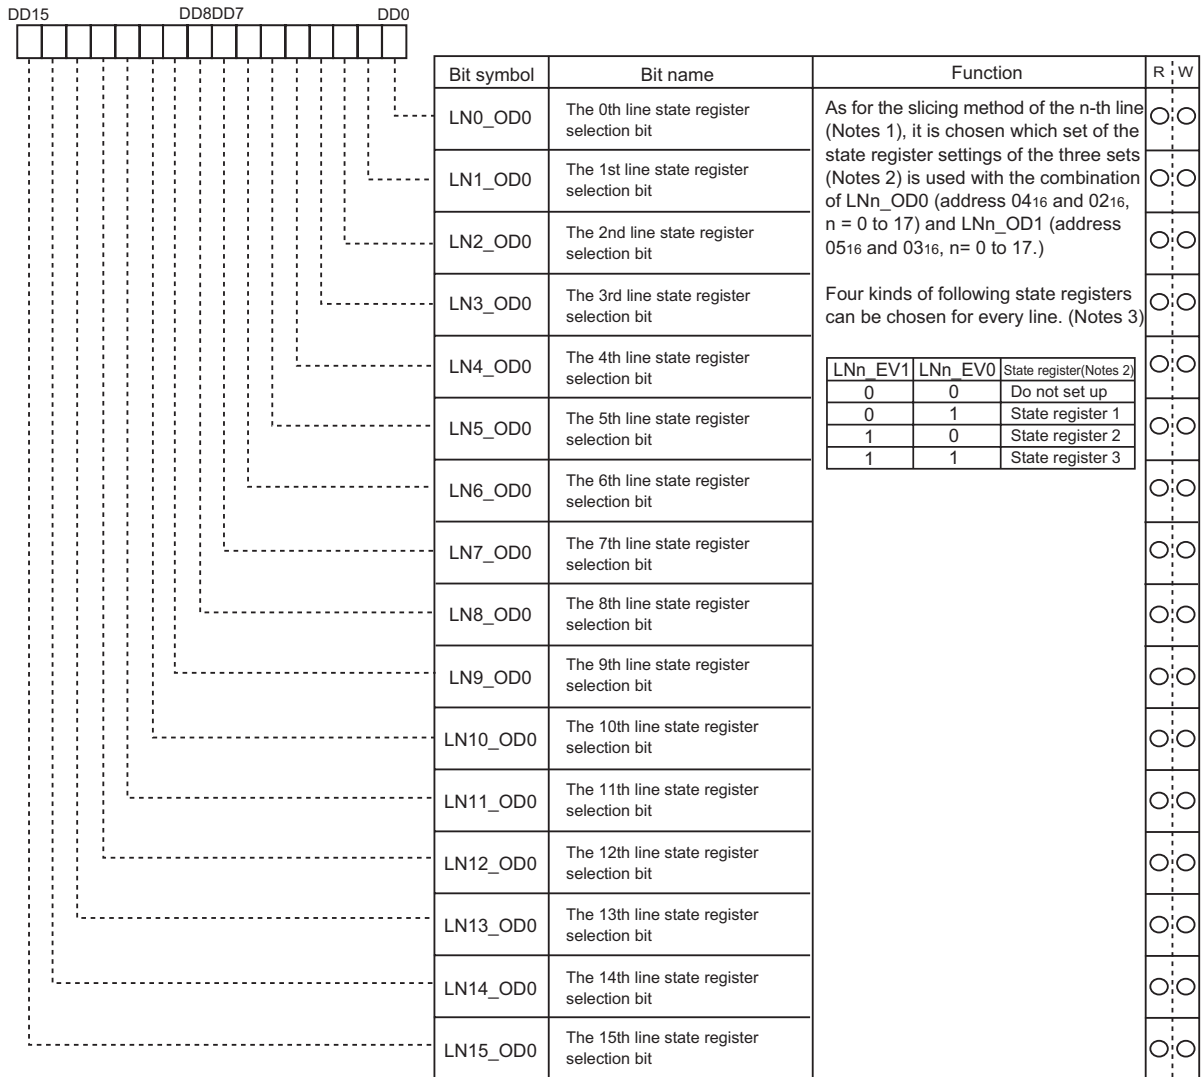 DD15 DD8DD7 DD0
Bit symbol Bit name Function R W
LN0_OD0 The 0th line state register
selection bit
LN1_OD0 The 1st line state register
selection bit
LN2_OD0 The 2nd line state register
selection bit
LN3_OD0 The 3rd line state register
selection bit
LN4_OD0 The 4th line state register
selection bit
LN5_OD0 The 5th line state register
selection bit
LN6_OD0 The 6th line state register
selection bit
LN7_OD0 The 7th line state register
selection bit
LN8_OD0 The 8th line state register
selection bit
LN9_OD0 The 9th line state register
selection bit
LN10_OD0 The 10th line state register
selection bit
LN11_OD0 The 11th line state register
selection bit
LN12_OD0 The 12th line state register
selection bit
LN13_OD0 The 13th line state register
selection bit
LN14_OD0 The 14th line state register
selection bit
LN15_OD0 The 15th line state register
selection bit
As for the slicing method of the n-th line
(Notes 1), it is chosen which set of the
state register settings of the three sets
(Notes 2) is used with the combination
of LNn_OD0 (address 0416 and 0216,
n = 0 to 17) and LNn_OD1 (address
0516 and 0316, n= 0 to 17.)
Four kinds of following state registers
can be chosen for every line. (Notes 3)
LNn_EV1 LNn_EV0 State register(Notes 2)
0 0 Do not set up
0 1 State register 1
1 0 State register 2
1 1 State register 3